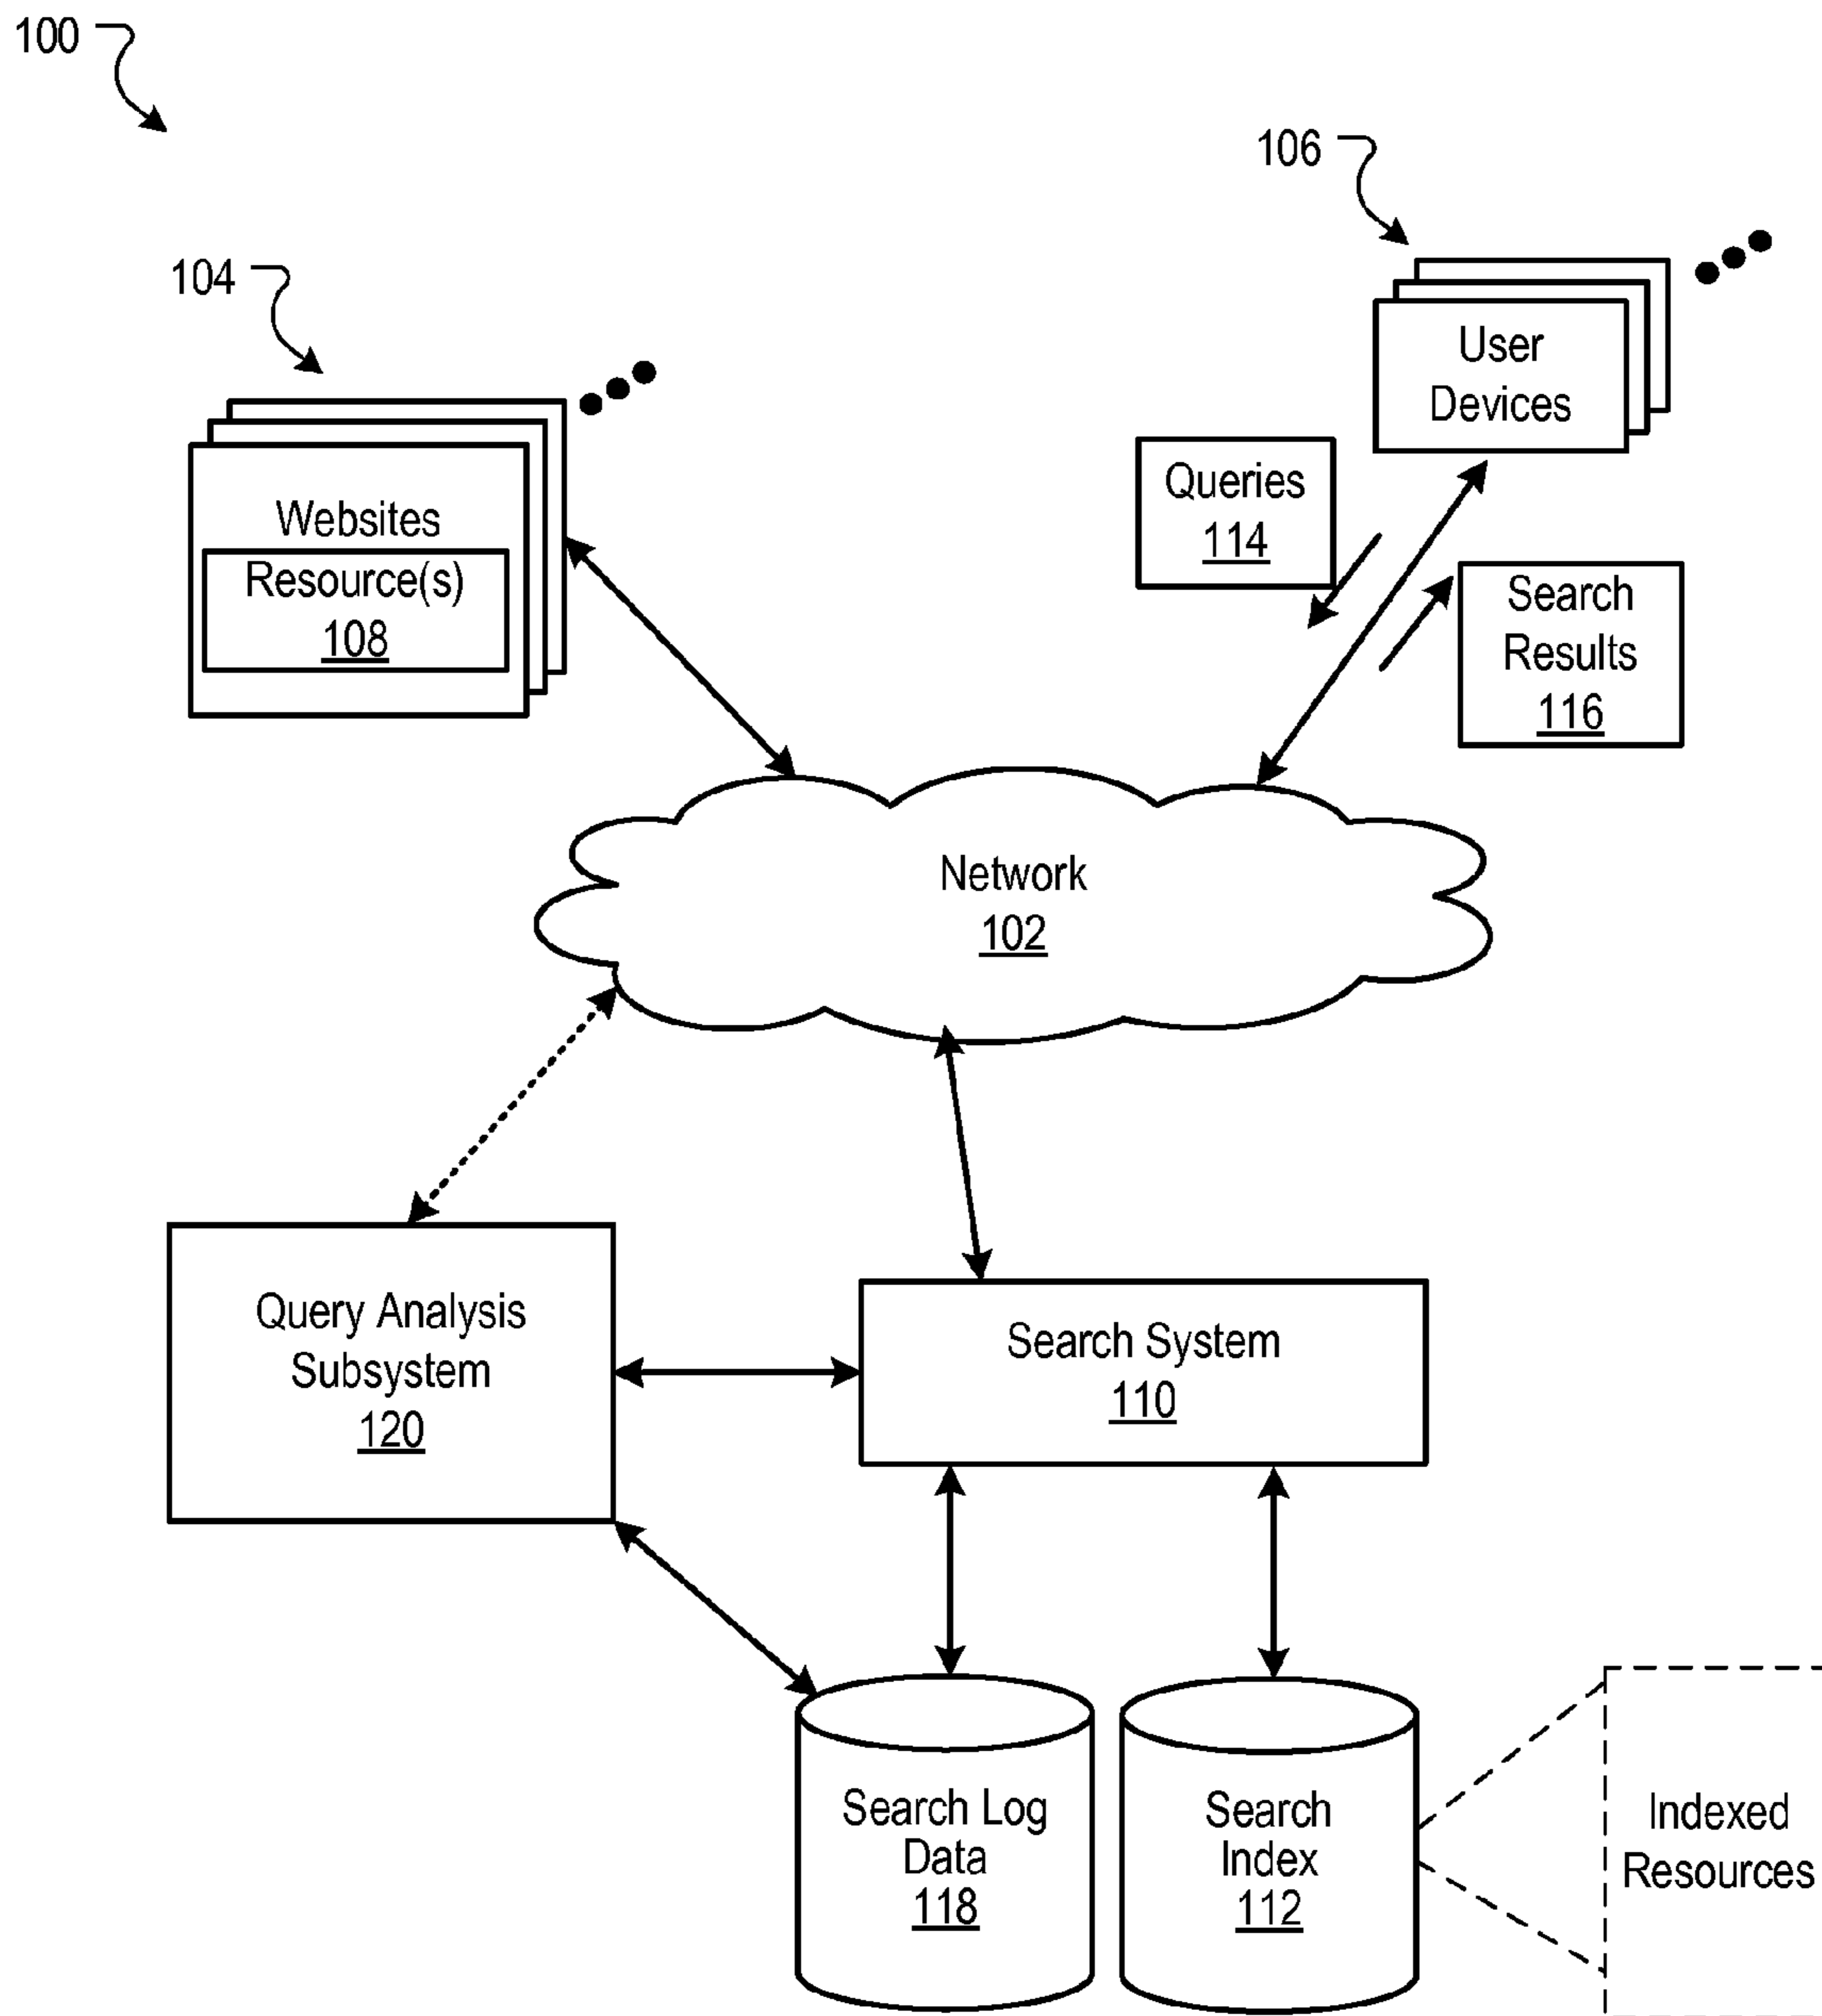 100
106
104
User
Devices
Queries
114
Websites
Resource(s)
108
Search
Results
116
Network
102
Query Analysis
Subsystem
120
Search System
110
Search Log
Data
118
Search
Index
112
Indexed
Resources